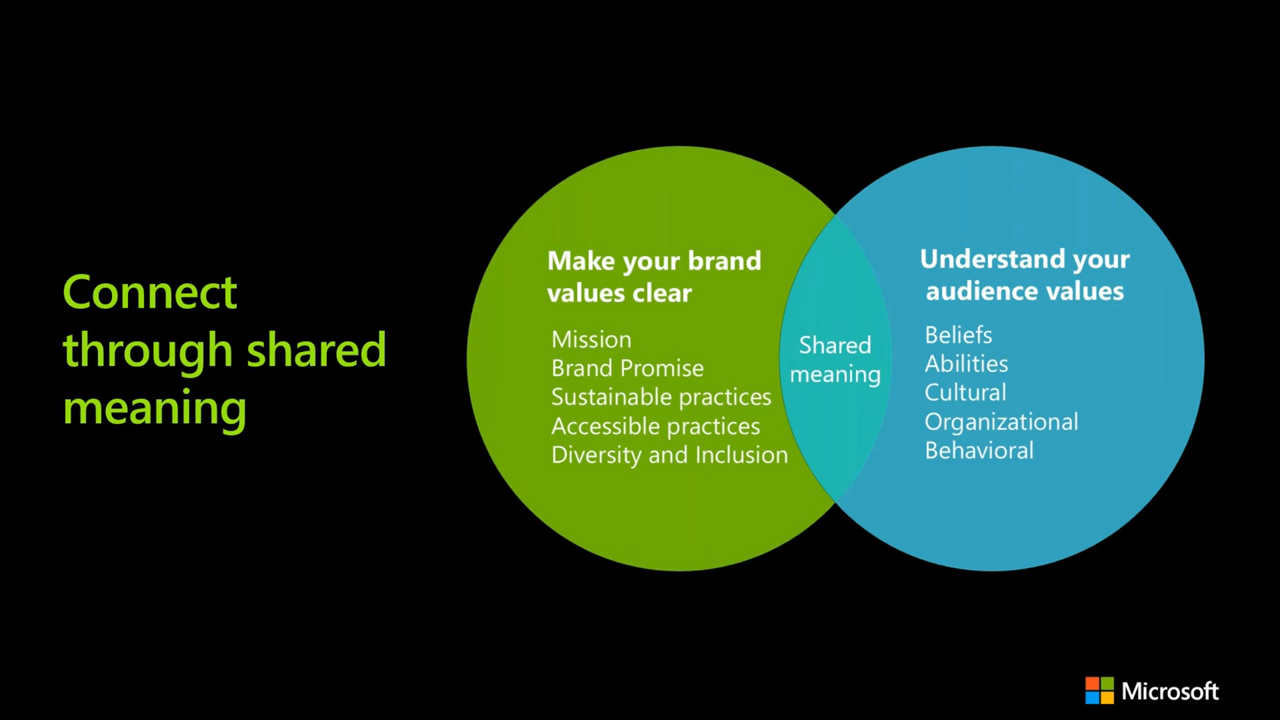 Connect
through shared
meaning
Make your brand
values clear
Mission
Brand Promise
Sustainable practices
Accessible practices
Diversity and Inclusion
Shared
meaning
Understand your
audience values
Beliefs
Abilities
Cultural
Organizational
Behavioral
Microsoft